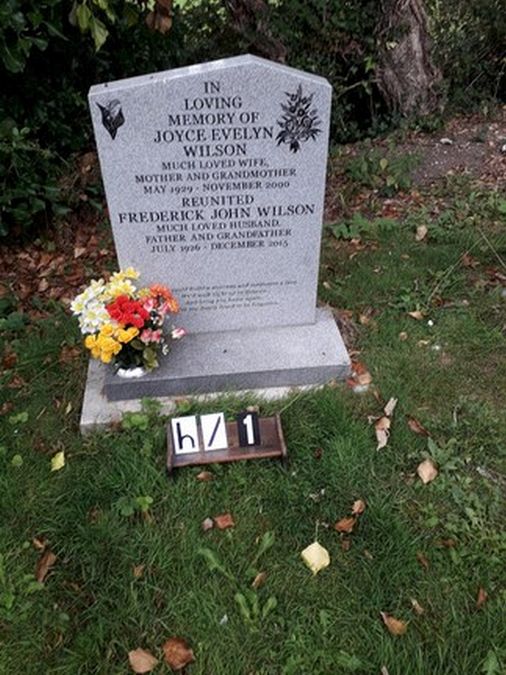 IN
LOVING
MEMORY OF
JOYCE EVELYN
WILSON
MUCH LOVED WIFE,
MOTHER AND GRANDMOTHER
MAY 1929 - NOVEMBER 2000
REUNITED
FREDERICK JOHN WILSON
MUCH LOVED HUSBAND,
FATHER AND GRANDFATHER
JULY 1926 - DECEMBER 2015
h/1